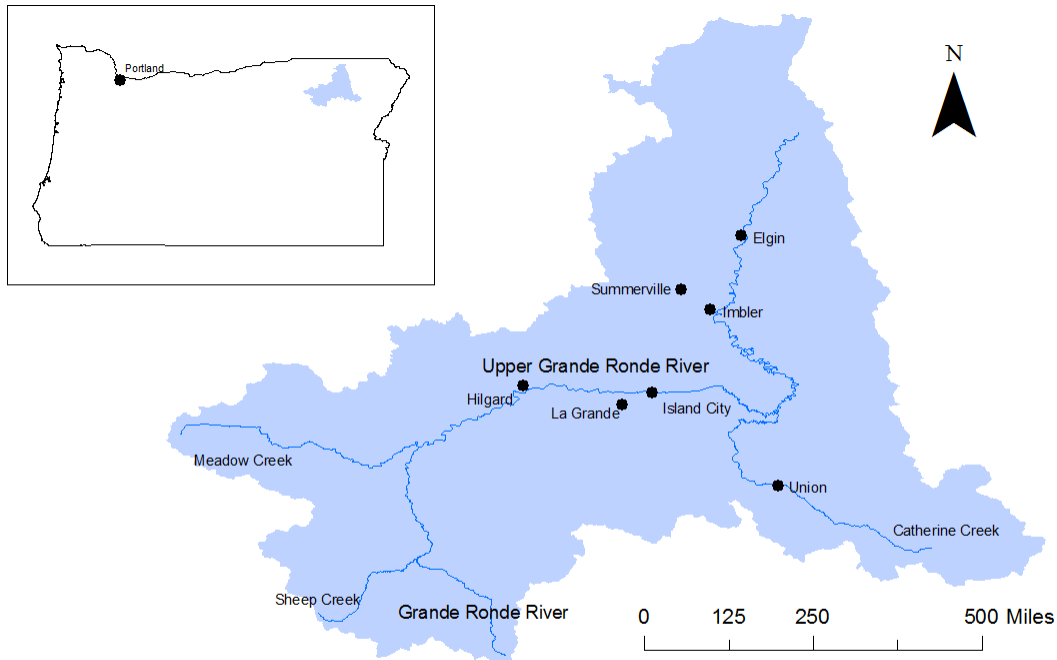 Portland
N
Elgin
Summerville
Imbler
Upper Grande Ronde River
Hilgard
La Grande
Island City
Meadow Creek
Union
Catherine Creek
Sheep Creek
Grande Ronde River
0 125 250 500 Miles